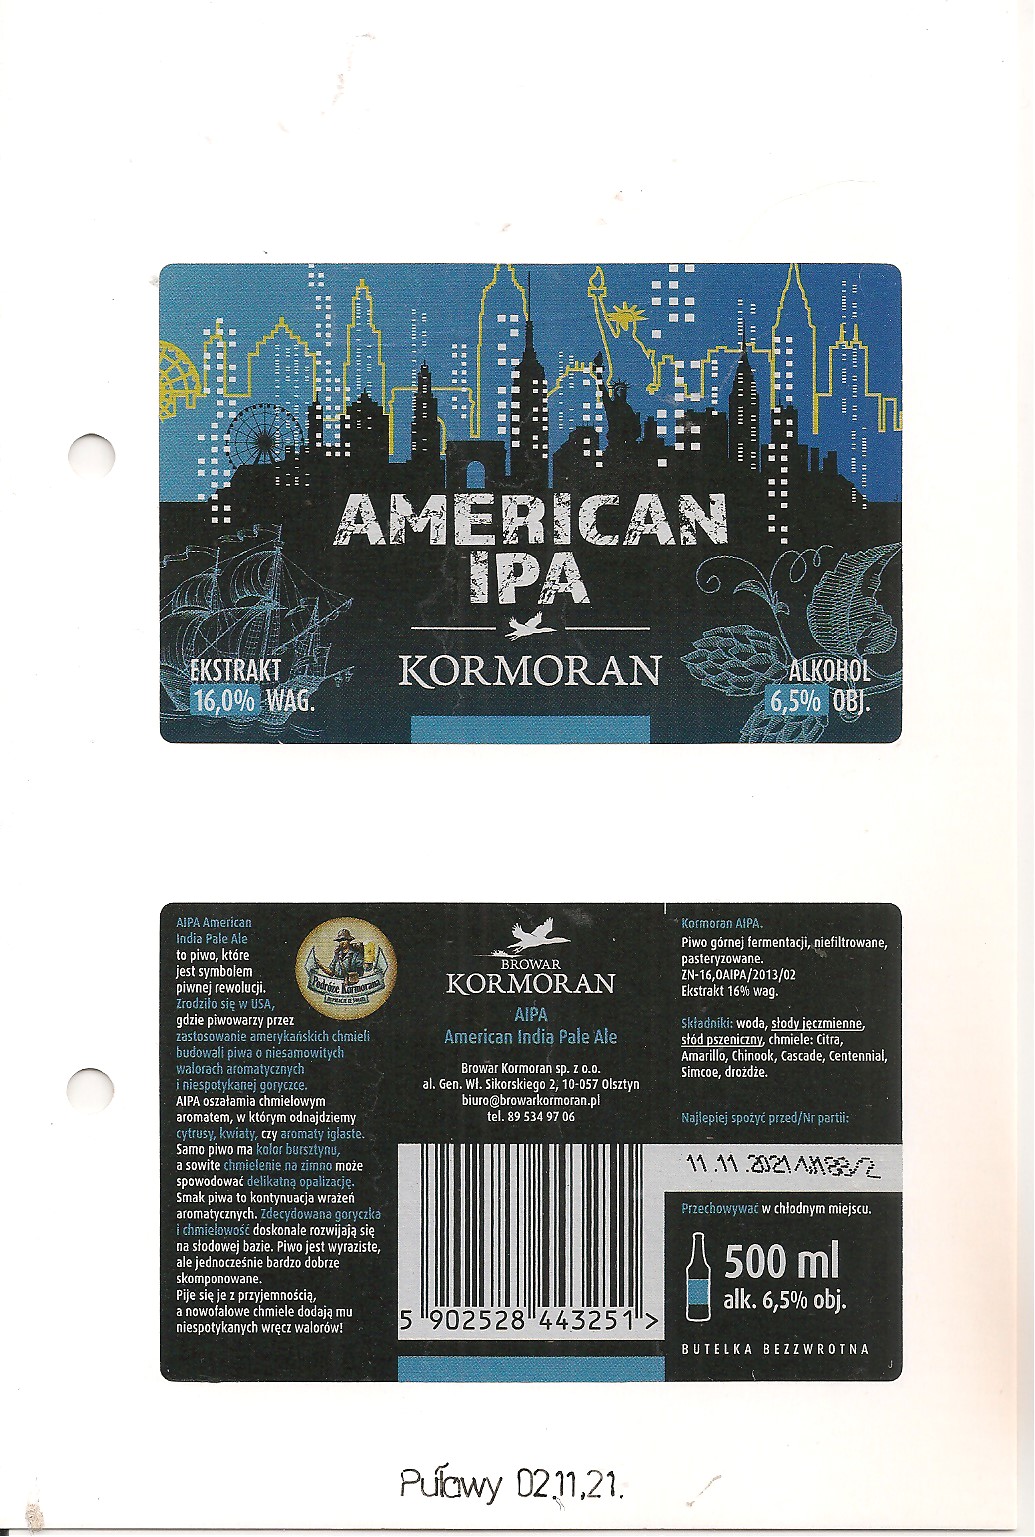 AMERICAN
IPA
KORMORAN
EKSTRAKT
16,0% WAG.
ALKOHOL
6,5% OBJ.
AIPA American
India Pale Ale
to piwo, które
jest symbolem
piwnej rewolucji.
Zrodziło się w USA,
gdzie piwowarzy przez
zastosowanie amerykańskich chmieli
budowali piwa o niesamowitych
walorach aromatycznych
i niespotykanej goryczce.
AIPA oszałamia chmielowym
aromatem, w którym odnajdziemy
cytrusy, kwiaty, czy aromaty iglaste.
Samo piwo ma kolor bursztynu,
a sowite chmielenie na zimno może
spowodować delikatną opalizację.
Smak piwa to kontynuacja wrażeń
aromatycznych. Zdecydowana goryczka
i chmielowość doskonale rozwijają się
na słodowej bazie. Piwo jest wyraziste,
ale jednocześnie bardzo dobrze
skomponowane.
Pije się je z przyjemnością,
a nowofalowe chmiele dodają mu
niespotykanych wręcz walorów!
Podróże Kormorana
BROWAR
KORMORAN
AIPA
American India Pale Ale
Browar Kormoran sp. z o.o.
al. Gen. Wł. Sikorskiego 2, 10-057 Olsztyn
biuro@browarkormoran.pl
tel. 89 534 97 06
5 902528 443251 >
Kormoran AIPA.
Piwo górnej fermentacji, niefiltrowane,
pasteryzowane.
ZN-16,0AIPA/2013/02
Ekstrakt 16% wag.
Składniki: woda, słody jęczmienne,
słód pszeniczny, chmiele: Citra,
Amarillo, Chinook, Cascade, Centennial,
Simcoe, drożdże.
Najlepiej spożyć przed/Nr partii:
11.11.2021
Przechowywać w chłodnym miejscu.
500 ml
alk. 6,5% obj.
BUTELKA BEZZWROTNA
J
Puławy 02.11.21.